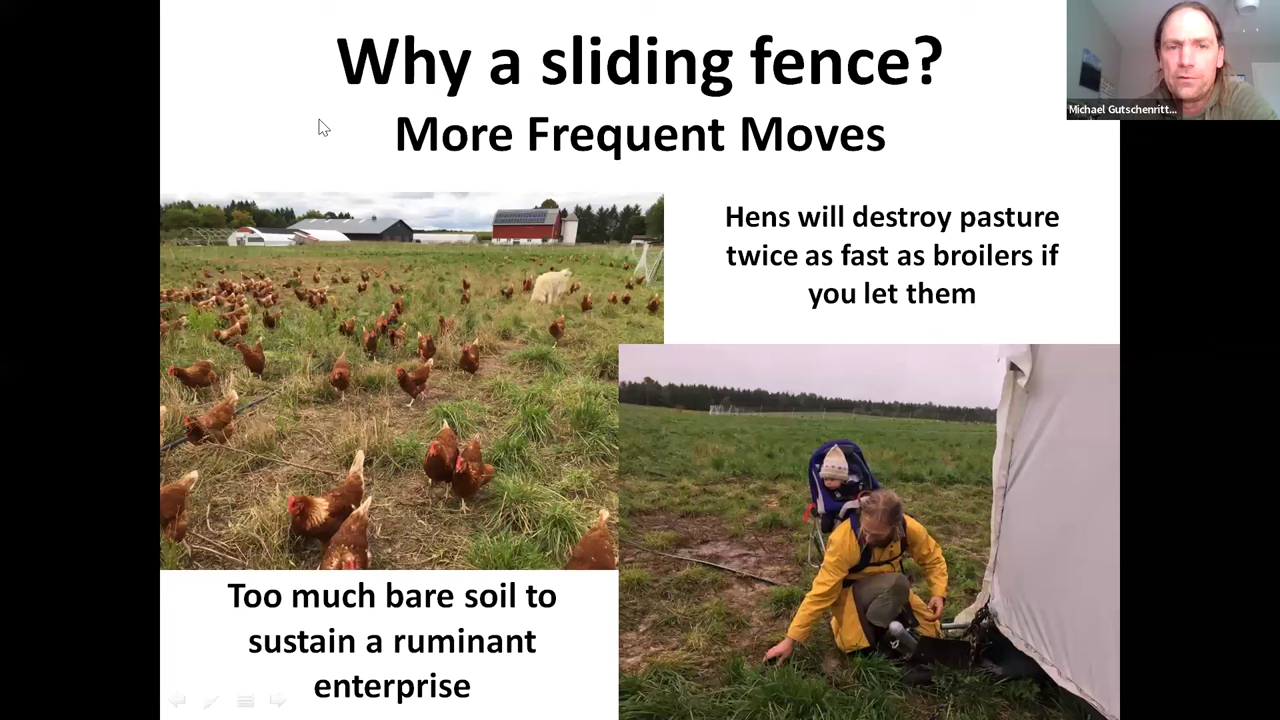 Why a sliding fence?
More Frequent Moves
Michael Gutschenritt...
Hens will destroy pasture
twice as fast as broilers if
you let them
Too much bare soil to
sustain a ruminant
enterprise